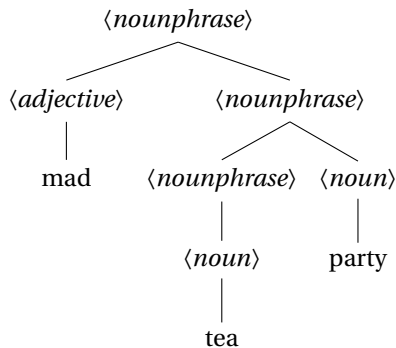 ⟨nounphrase⟩
⟨adjective⟩ ⟨nounphrase⟩
mad ⟨nounphrase⟩ ⟨noun⟩
⟨noun⟩ party
tea